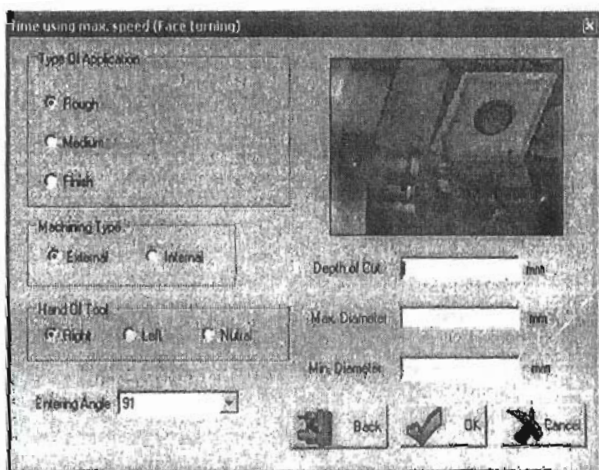 Time using max. speed (Face turning)
Type Of Application
Rough
Medium
Finish
Machining Type
External Internal
Hand Of Tool
Right Left Nutral
Entering Angle 91
Depth of Cut mm
Max. Diameter mm
Min. Diameter mm
Back OK Cancel